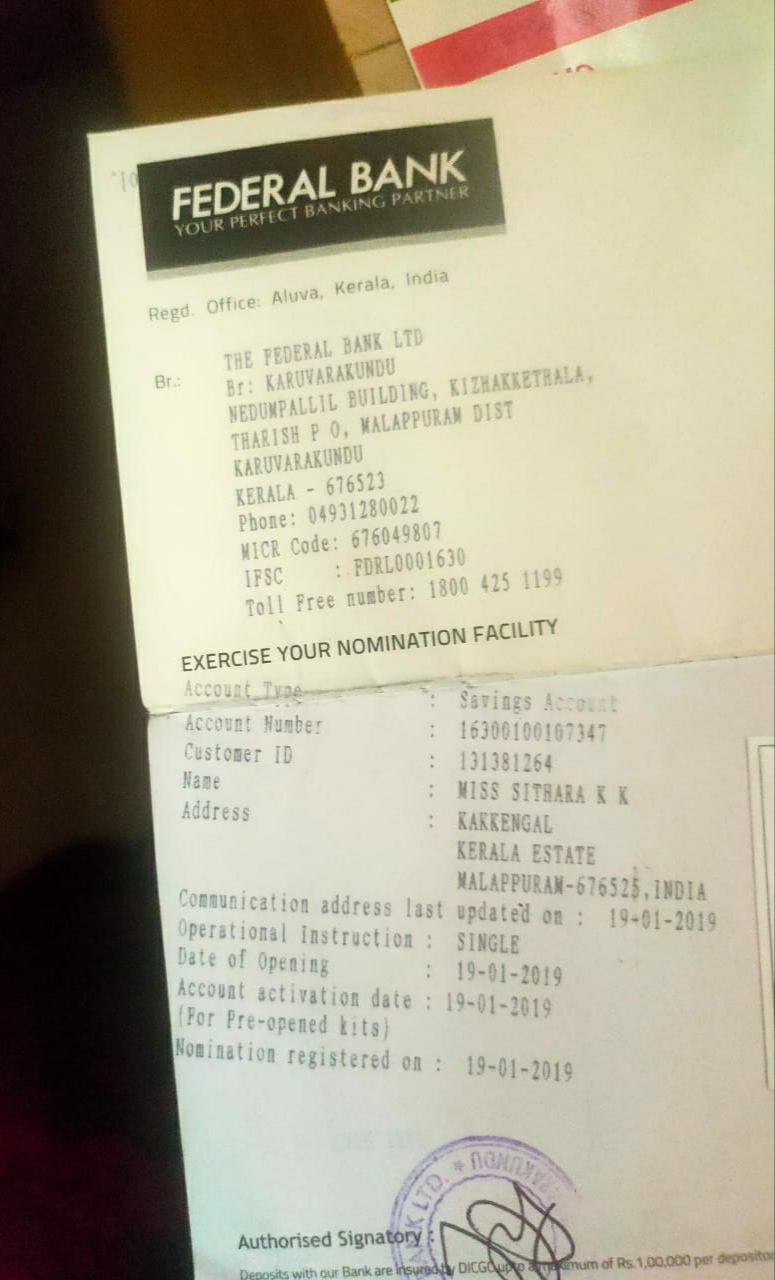 FEDERAL BANK
YOUR PERFECT BANKING PARTNER
Regd. Office: Aluva, Kerala, India
Br.: THE FEDERAL BANK LTD
Br: KARUVARAKUNDU
NEDUMPALLIL BUILDING, KIZHAKKETHALA,
THARISH P O, MALAPPURAM DIST
KARUVARAKUNDU
KERALA - 676523
Phone: 04931280022
MICR Code: 676049807
IFSC : FDRL0001630
Toll Free number: 1800 425 1199
EXERCISE YOUR NOMINATION FACILITY
Account Type : Savings Account
Account Number : 16300100107347
Customer ID : 131381264
Name : MISS SITHARA K K
Address : KAKKENGAL
KERALA ESTATE
MALAPPURAM-676525,INDIA
Communication address last updated on : 19-01-2019
Operational Instruction : SINGLE
Date of Opening : 19-01-2019
Account activation date : 19-01-2019
(For Pre-opened kits)
Nomination registered on : 19-01-2019
Authorised Signatory :
Deposits with our Bank are insured by DICGC upto a maximum of Rs.1,00,000 per depositor